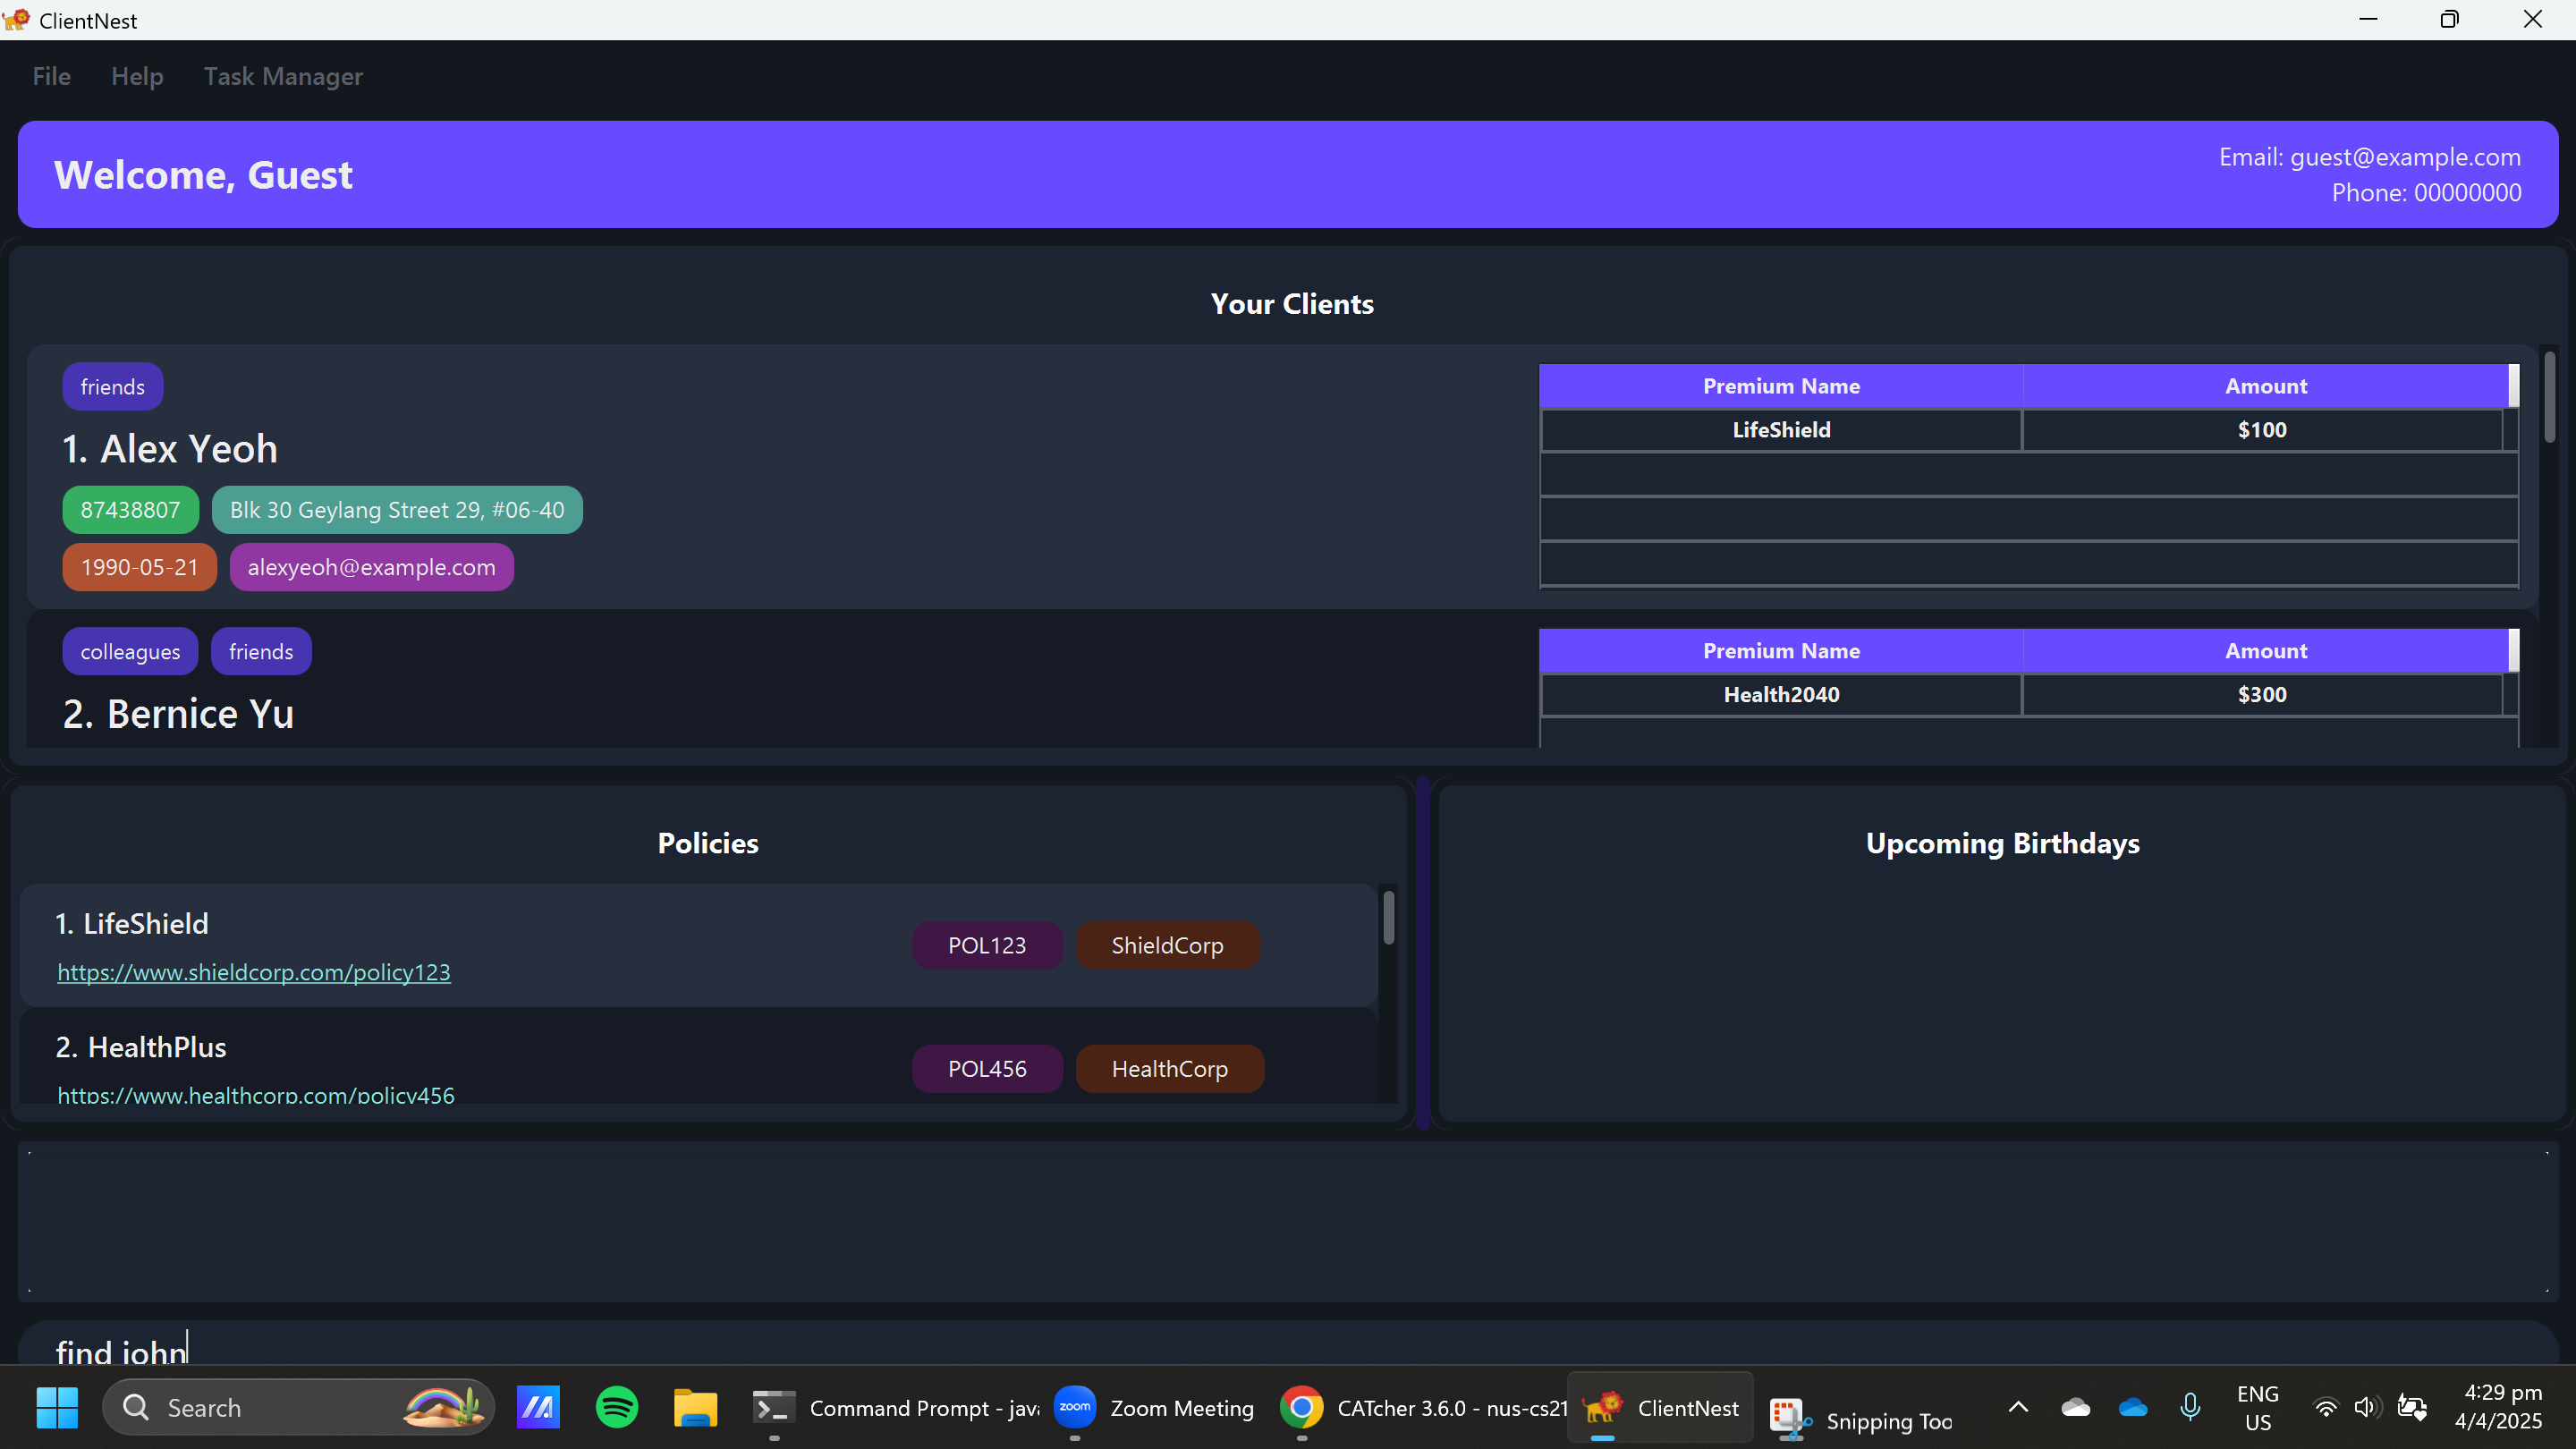 ClientNest
File Help Task Manager
Welcome, Guest
Email: guest@example.com
Phone: 00000000
Your Clients
friends
1. Alex Yeoh
87438807 Blk 30 Geylang Street 29, #06-40
1990-05-21 alexyeoh@example.com
Premium Name Amount
LifeShield $100
colleagues friends
2. Bernice Yu
Premium Name Amount
Health2040 $300
Policies
1. LifeShield
https://www.shieldcorp.com/policy123
POL123 ShieldCorp
2. HealthPlus
https://www.healthcorp.com/policy456
POL456 HealthCorp
Upcoming Birthdays
find john
Search
zoom
Command Prompt - java
Zoom Meeting
CATcher 3.6.0 - nus-cs21
ClientNest
Snipping Too
ENG
US
4:29 pm
4/4/2025